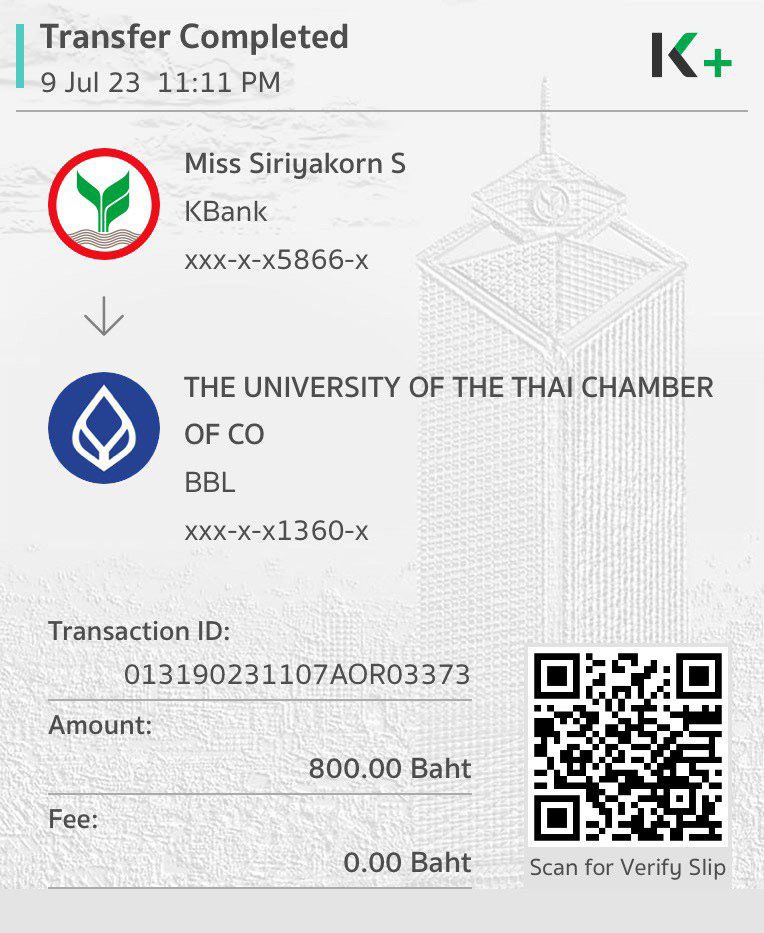 Transfer Completed
9 Jul 23 11:11 PM
K+
Miss Siriyakorn S
KBank
xxx-x-x5866-x
THE UNIVERSITY OF THE THAI CHAMBER
OF CO
BBL
xxx-x-x1360-x
Transaction ID:
013190231107AOR03373
Amount:
800.00 Baht
Fee:
0.00 Baht
Scan for Verify Slip